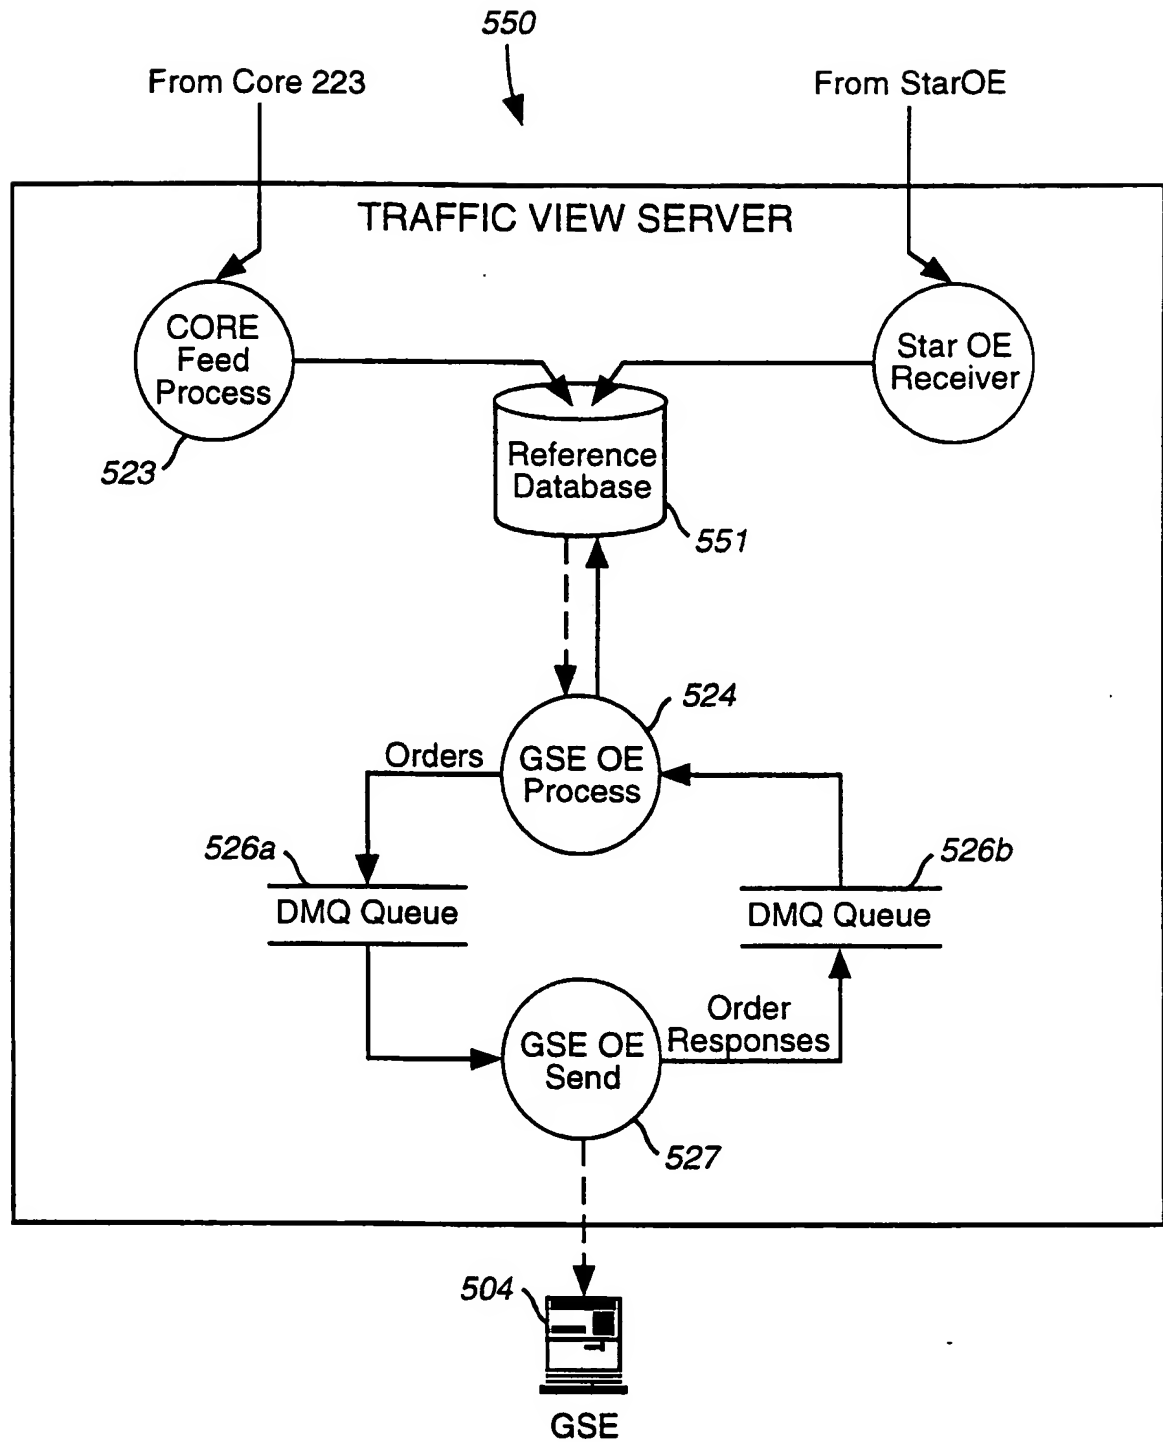 550
From Core 223
From StarOE
TRAFFIC VIEW SERVER
CORE
Feed
Process
523
Star OE
Receiver
Reference
Database
551
524
GSE OE
Process
Orders
526a
DMQ Queue
526b
DMQ Queue
GSE OE
Send
Order
Responses
527
504
GSE